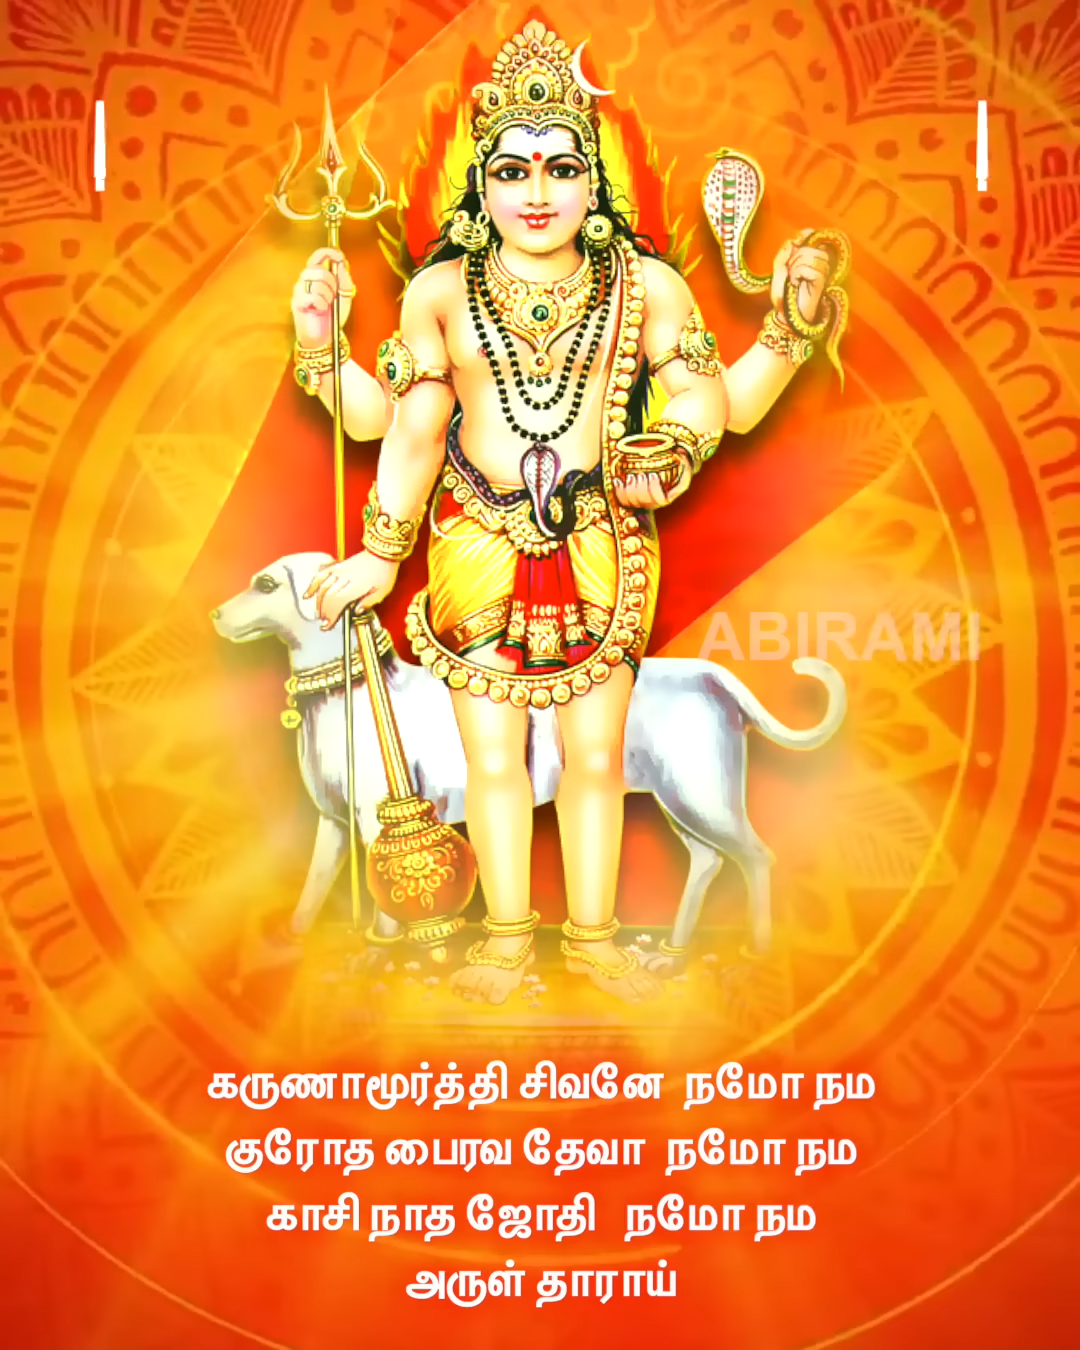 ABIRAMI
கருணாமூர்த்தி சிவனே நமோ நம
குரோத பைரவ தேவா நமோ நம
காசி நாத ஜோதி நமோ நம
அருள் தாராய்